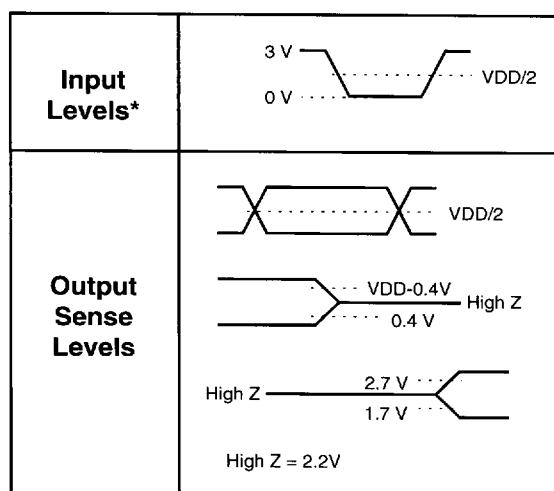 Input
Levels*
3 V
VDD/2
0 V
Output
Sense
Levels
VDD/2
VDD-0.4V
High Z
0.4 V
2.7 V
High Z
1.7 V
High Z = 2.2V